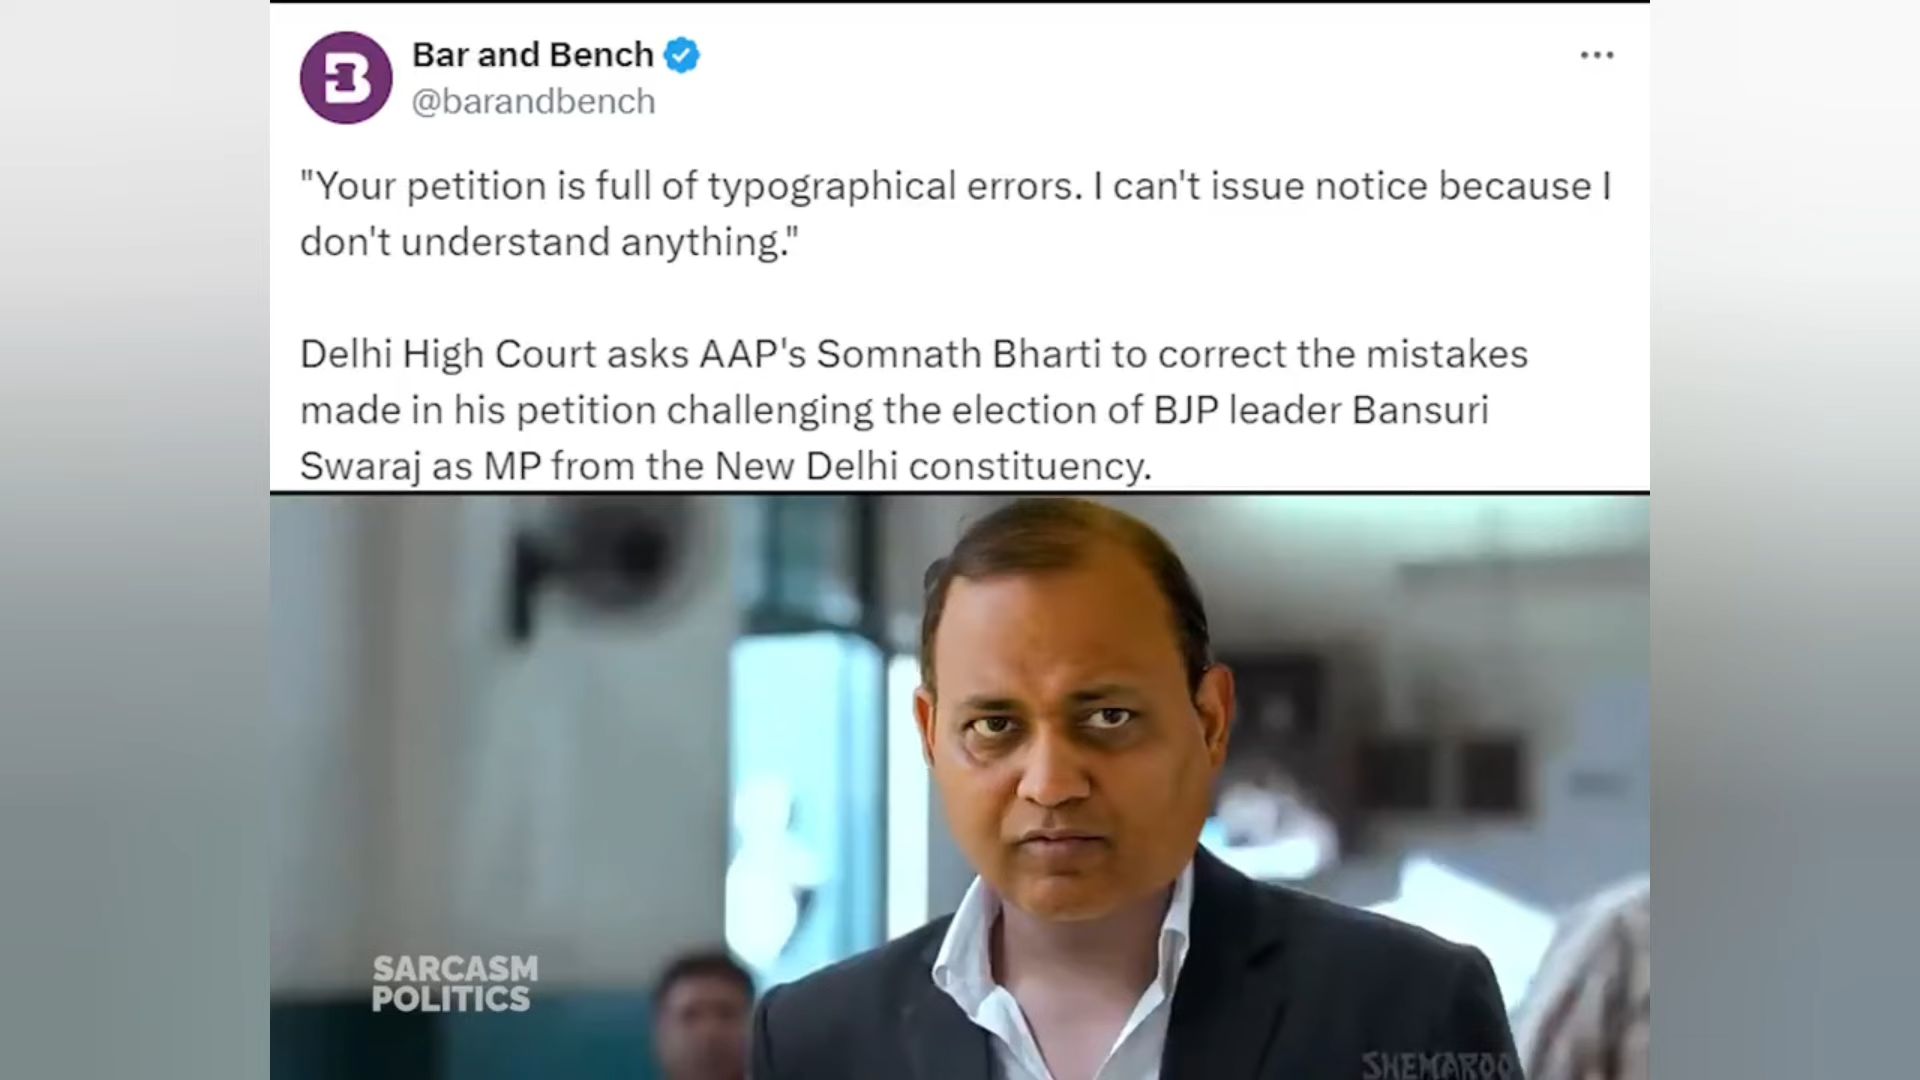 Bar and Bench
@barandbench
"Your petition is full of typographical errors. I can't issue notice because I
don't understand anything."
Delhi High Court asks AAP's Somnath Bharti to correct the mistakes
made in his petition challenging the election of BJP leader Bansuri
Swaraj as MP from the New Delhi constituency.
SARCASM
POLITICS
SHEMAROO